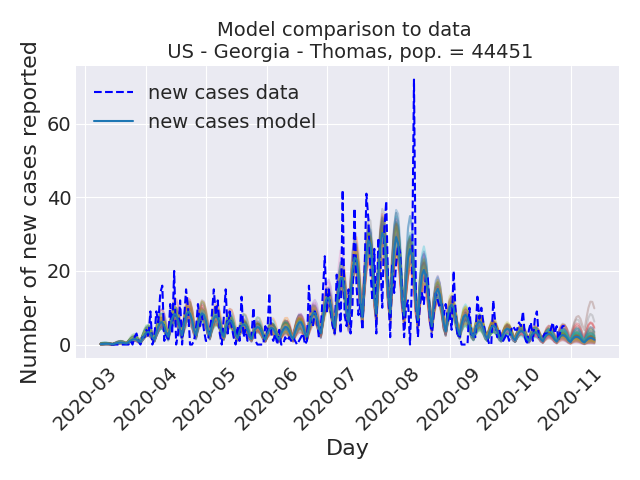 Model comparison to data
US - Georgia - Thomas, pop. = 44451
new cases data
new cases model
Number of new cases reported
60
40
20
0
2020-03
2020-04
2020-05
2020-06
2020-07
2020-08
2020-09
2020-10
2020-11
Day